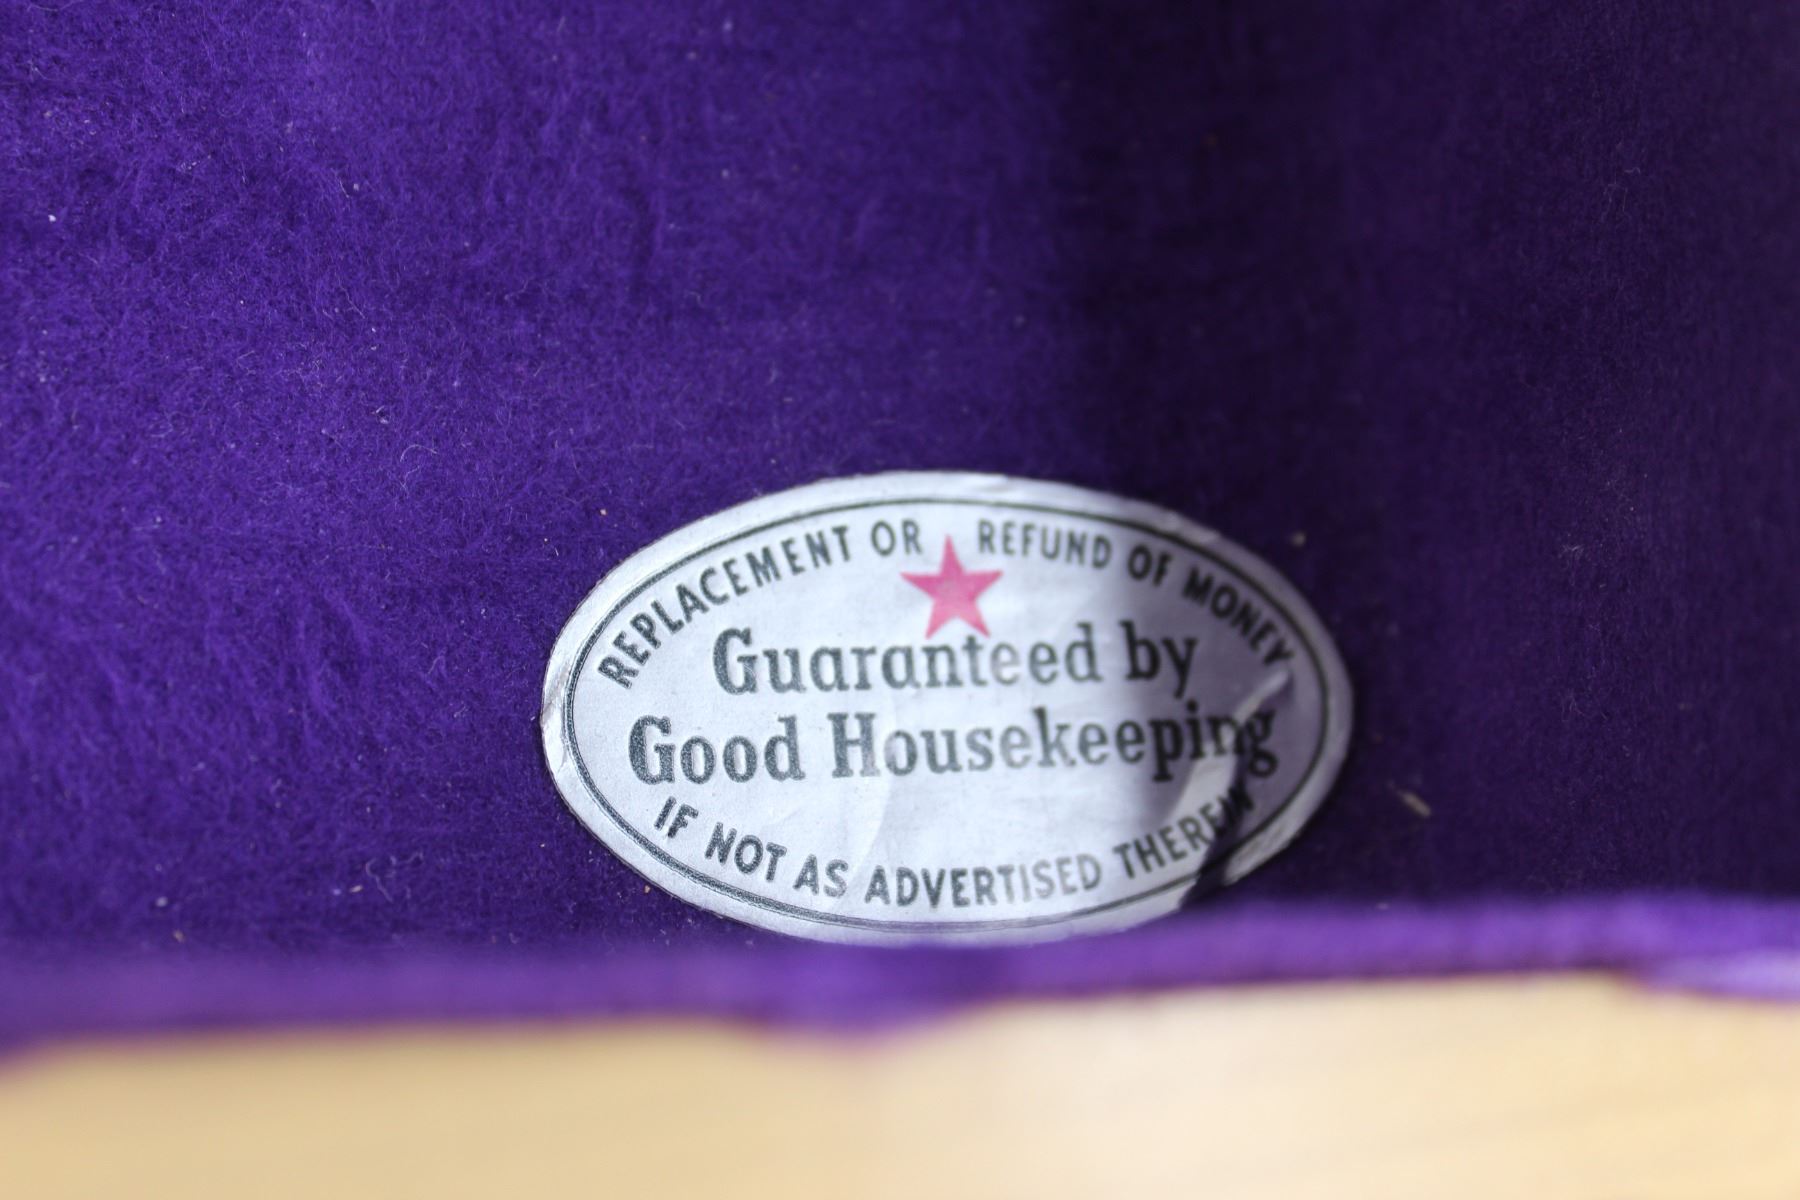 REPLACEMENT OR REFUND OF MONEY
Guaranteed by
Good Housekeeping
IF NOT AS ADVERTISED THEREIN